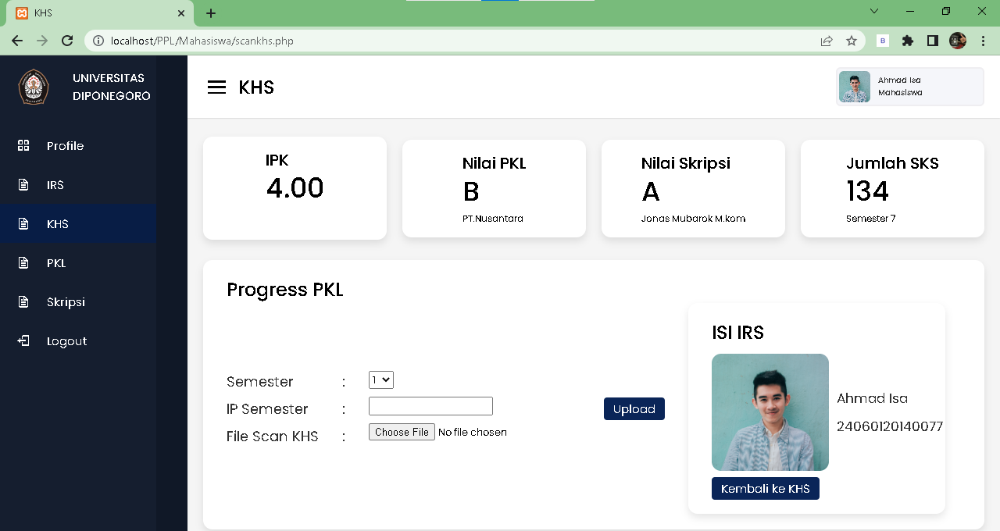 KHS
localhost/PPL/Mahasiswa/scankhs.php
B
UNIVERSITAS
DIPONEGORO
Profile
IRS
KHS
PKL
Skripsi
Logout
KHS
Ahmad Isa
Mahasiswa
IPK
4.00
Nilai PKL
B
PT.Nusantara
Nilai Skripsi
A
Jonas Mubarok M.kom
Jumlah SKS
134
Semester 7
Progress PKL
Semester : 1
IP Semester :
File Scan KHS : Choose File No file chosen
Upload
ISI IRS
Ahmad Isa
24060120140077
Kembali ke KHS